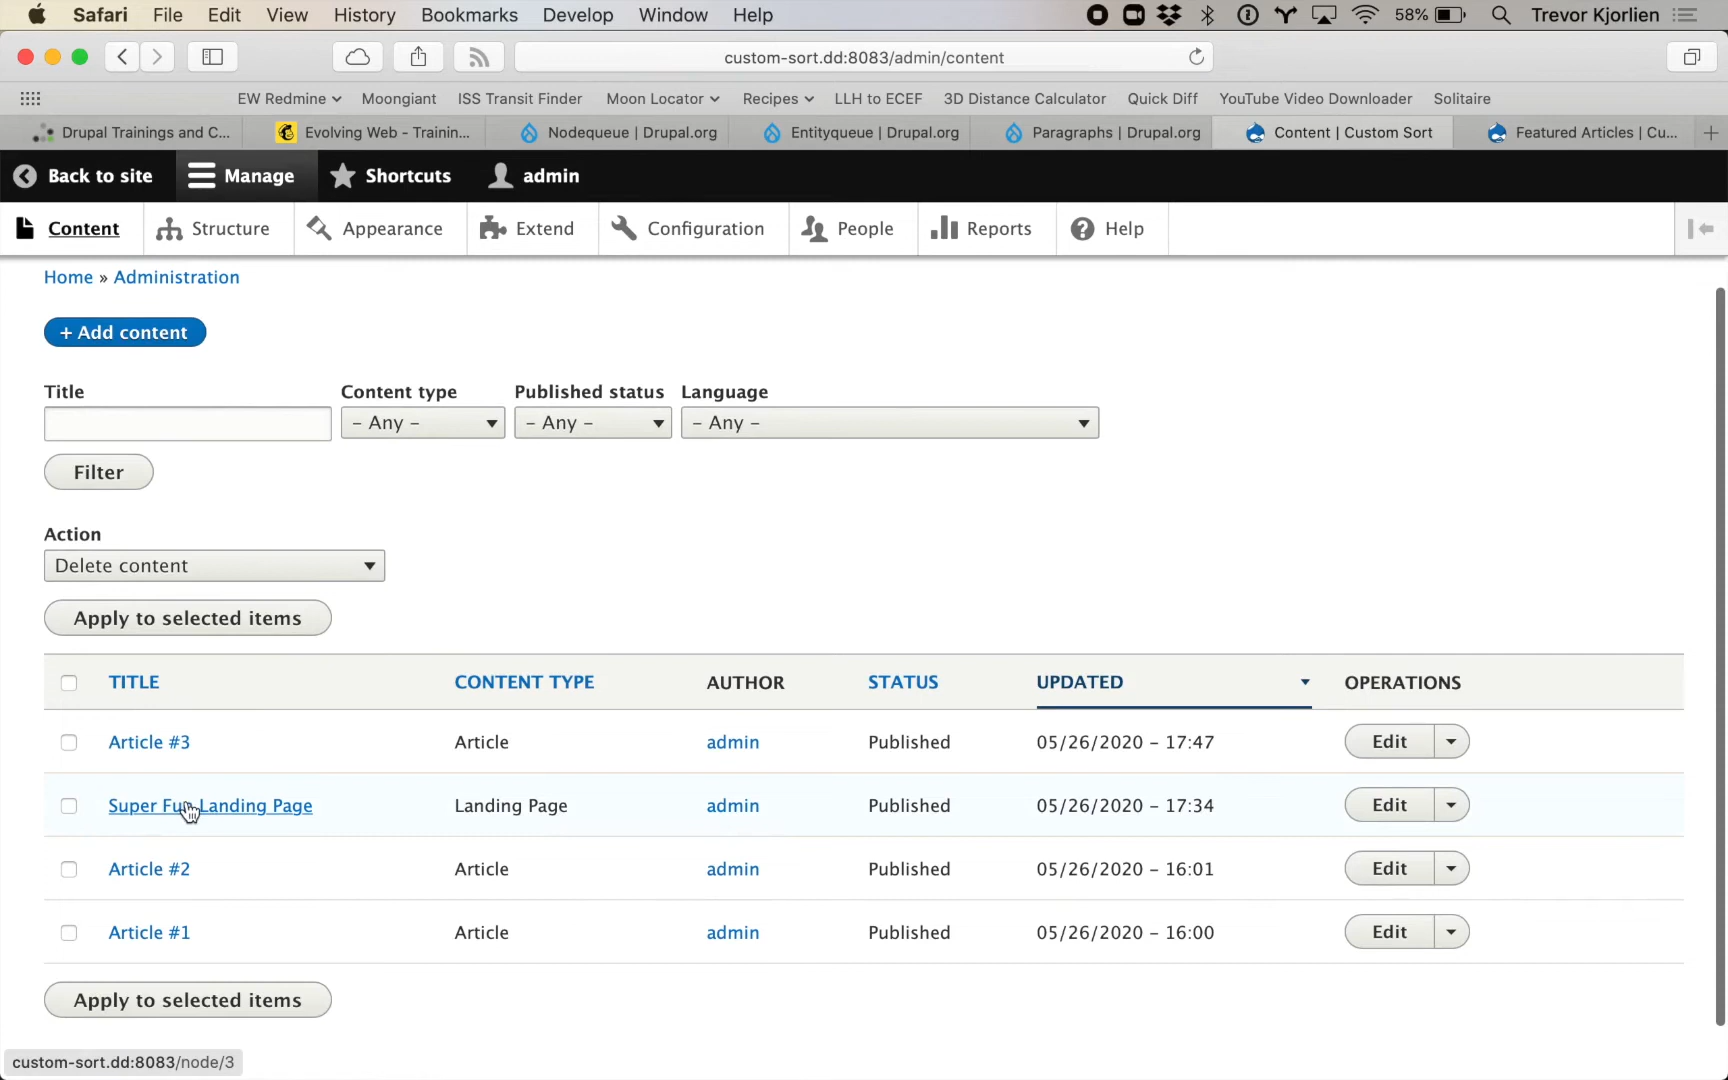 Safari File Edit View History Bookmarks Develop Window Help 58% Trevor Kjorlien
custom-sort.dd:8083/admin/content
EW Redmine Moongiant ISS Transit Finder Moon Locator Recipes LLH to ECEF 3D Distance Calculator Quick Diff YouTube Video Downloader Solitaire
Drupal Trainings and C... Evolving Web - Trainin... Nodequeue | Drupal.org Entityqueue | Drupal.org Paragraphs | Drupal.org Content | Custom Sort Featured Articles | Cu... +
Back to site Manage Shortcuts admin
Content Structure Appearance Extend Configuration People Reports Help
Home » Administration
+ Add content
Title Content type Published status Language
- Any - - Any - - Any -
Filter
Action
Delete content
Apply to selected items
TITLE CONTENT TYPE AUTHOR STATUS UPDATED OPERATIONS
Article #3 Article admin Published 05/26/2020 - 17:47 Edit
Super Fun Landing Page Landing Page admin Published 05/26/2020 - 17:34 Edit
Article #2 Article admin Published 05/26/2020 - 16:01 Edit
Article #1 Article admin Published 05/26/2020 - 16:00 Edit
Apply to selected items
custom-sort.dd:8083/node/3